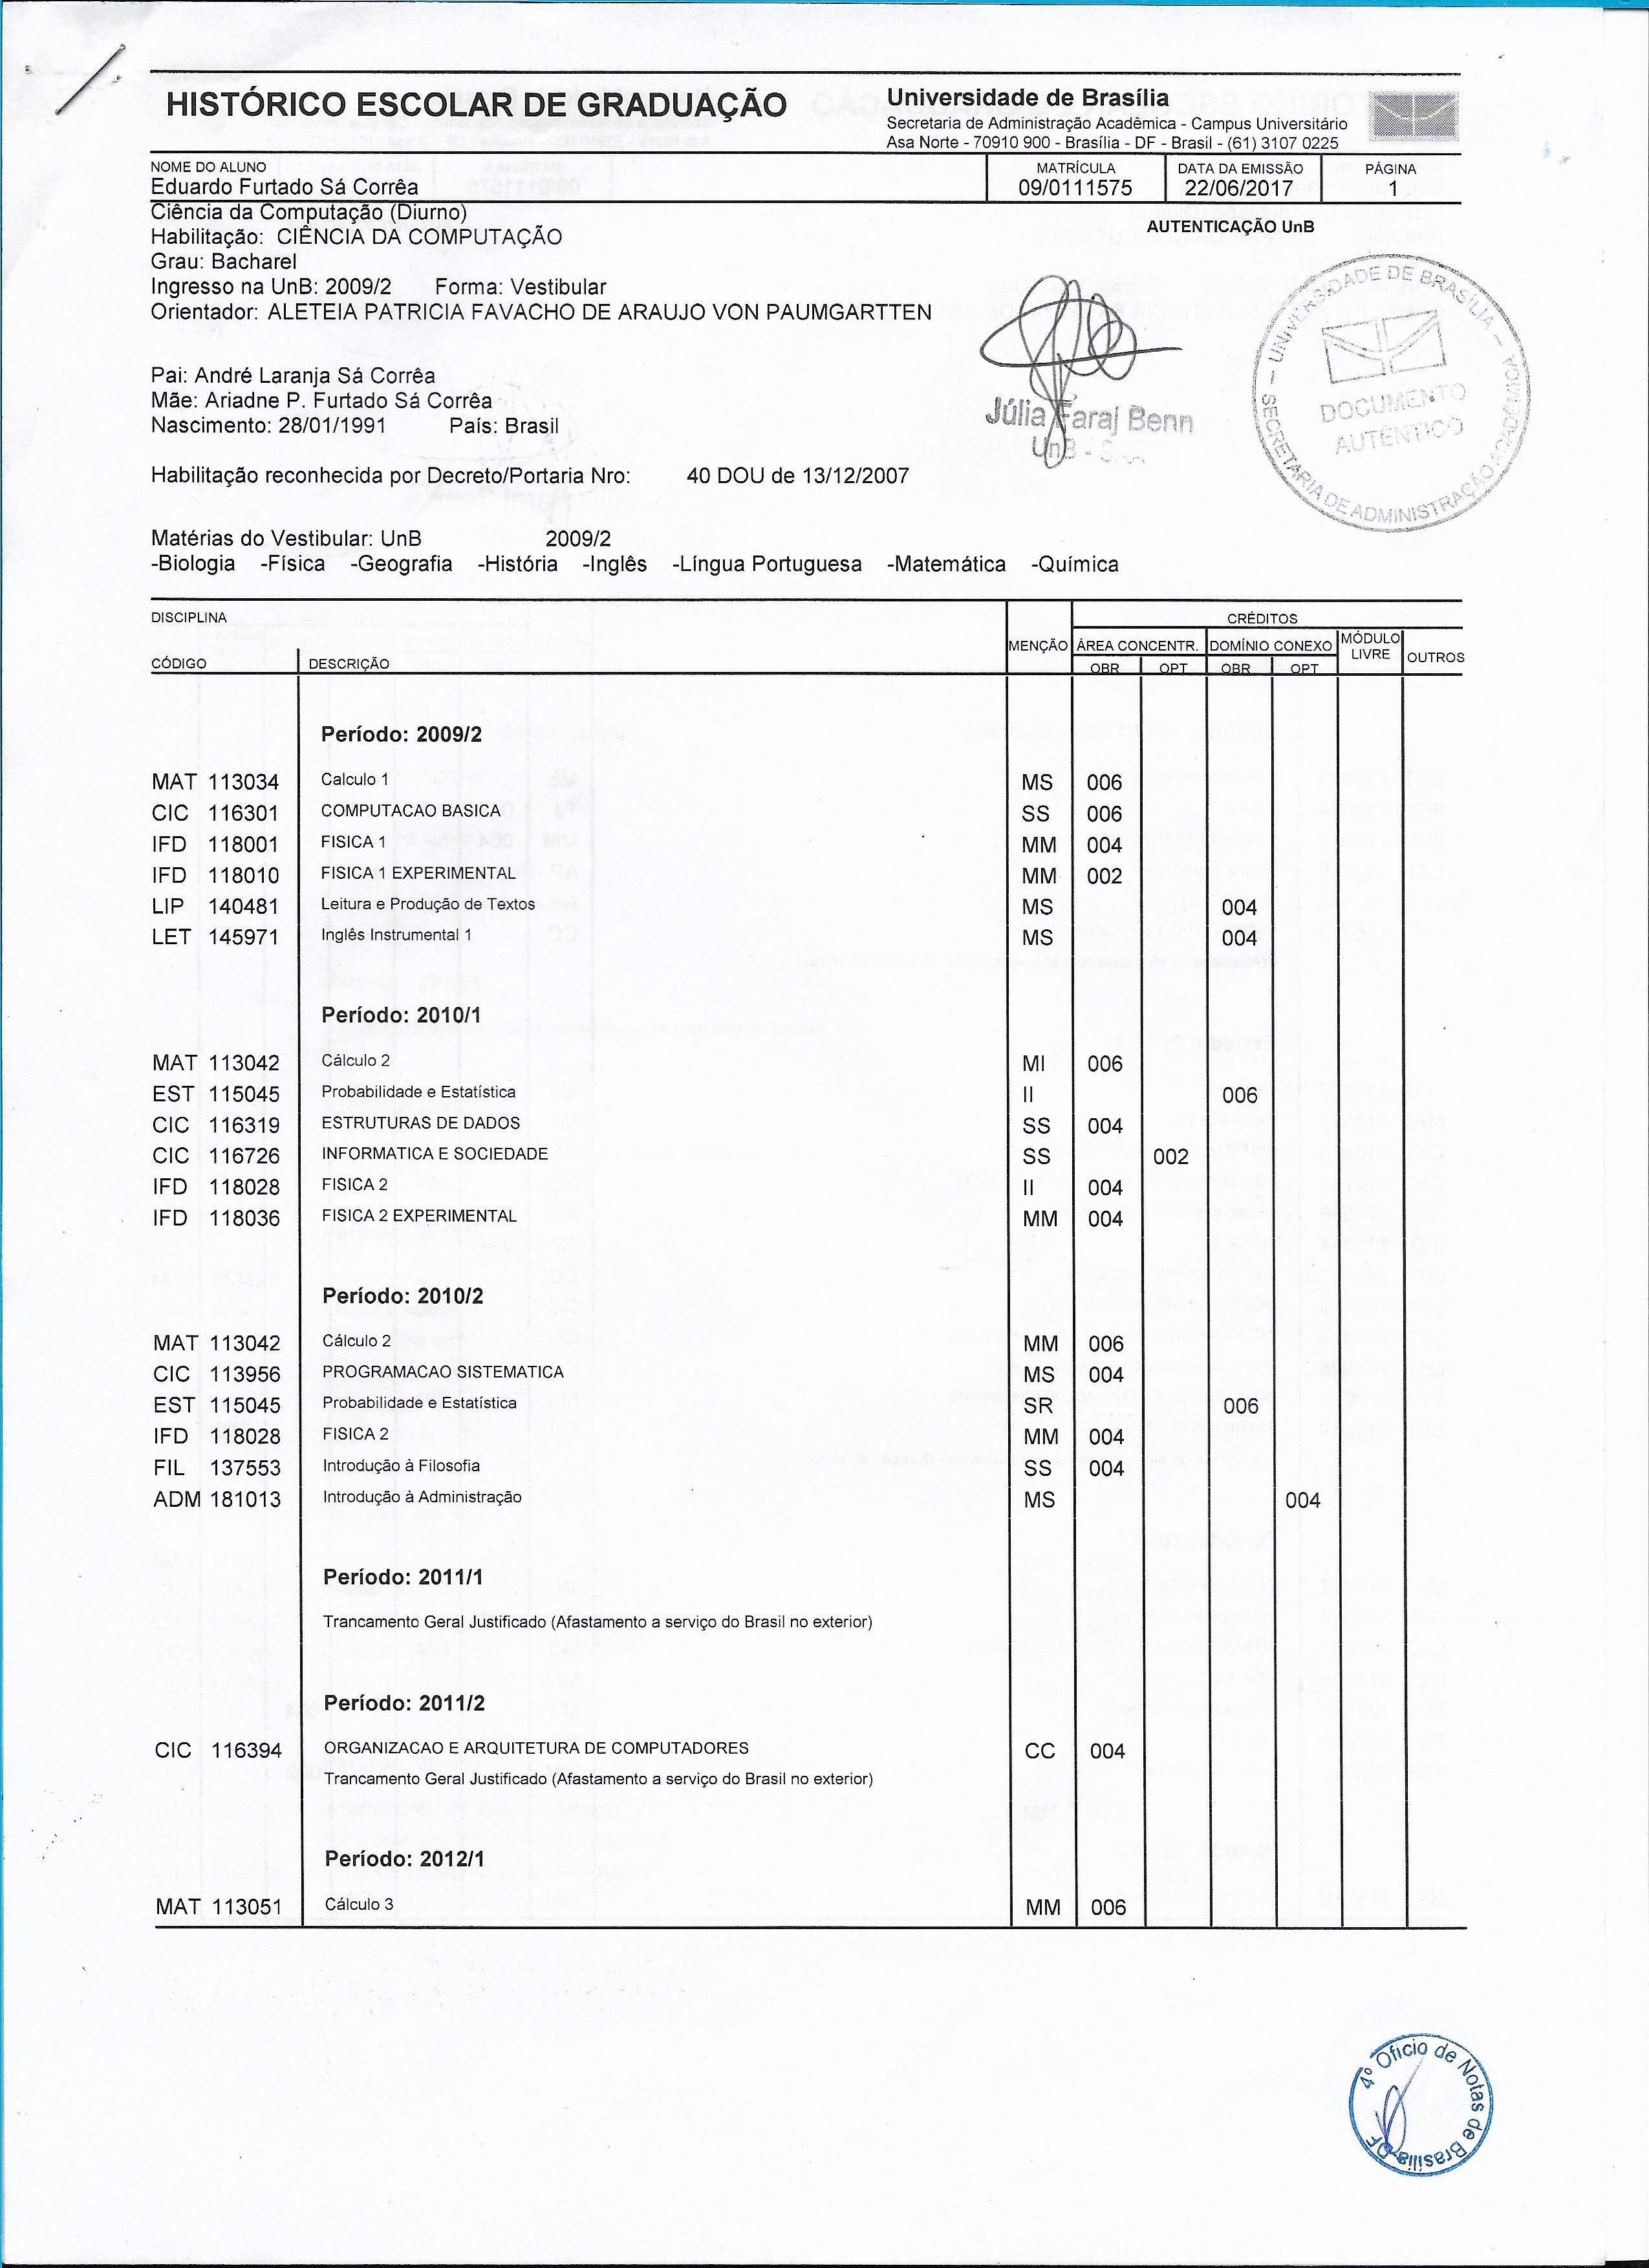 HISTÓRICO ESCOLAR DE GRADUAÇÃO
Universidade de Brasília
Secretaria de Administração Acadêmica - Campus Universitário
Asa Norte - 70910 900 - Brasília - DF - Brasil - (61) 3107 0225
NOME DO ALUNO MATRÍCULA DATA DA EMISSÃO PÁGINA
Eduardo Furtado Sá Corrêa 09/0111575 22/06/2017 1
Ciência da Computação (Diurno)
AUTENTICAÇÃO UnB
Habilitação: CIÊNCIA DA COMPUTAÇÃO
Grau: Bacharel
Ingresso na UnB: 2009/2 Forma: Vestibular
Orientador: ALETEIA PATRICIA FAVACHO DE ARAUJO VON PAUMGARTTEN
Pai: André Laranja Sá Corrêa
Mãe: Ariadne P. Furtado Sá Corrêa
Nascimento: 28/01/1991 País: Brasil
Júlia Faraj Benn
UnB -
UNIVERSIDADE DE BRASÍLIA – SECRETARIA DE ADMINISTRAÇÃO ACADÊMICA –
DOCUMENTO
AUTÊNTICO
Habilitação reconhecida por Decreto/Portaria Nro: 40 DOU de 13/12/2007
Matérias do Vestibular: UnB 2009/2
-Biologia -Física -Geografia -História -Inglês -Língua Portuguesa -Matemática -Química
DISCIPLINA CRÉDITOS
MENÇÃO ÁREA CONCENTR. DOMÍNIO CONEXO MÓDULO LIVRE OUTROS
CÓDIGO DESCRIÇÃO OBR OPT OBR OPT
Período: 2009/2
MAT 113034 Calculo 1 MS 006
CIC 116301 COMPUTACAO BASICA SS 006
IFD 118001 FISICA 1 MM 004
IFD 118010 FISICA 1 EXPERIMENTAL MM 002
LIP 140481 Leitura e Produção de Textos MS 004
LET 145971 Inglês Instrumental 1 MS 004
Período: 2010/1
MAT 113042 Cálculo 2 MI 006
EST 115045 Probabilidade e Estatística II 006
CIC 116319 ESTRUTURAS DE DADOS SS 004
CIC 116726 INFORMATICA E SOCIEDADE SS 002
IFD 118028 FISICA 2 II 004
IFD 118036 FISICA 2 EXPERIMENTAL MM 004
Período: 2010/2
MAT 113042 Cálculo 2 MM 006
CIC 113956 PROGRAMACAO SISTEMATICA MS 004
EST 115045 Probabilidade e Estatística SR 006
IFD 118028 FISICA 2 MM 004
FIL 137553 Introdução à Filosofia SS 004
ADM 181013 Introdução à Administração MS 004
Período: 2011/1
Trancamento Geral Justificado (Afastamento a serviço do Brasil no exterior)
Período: 2011/2
CIC 116394 ORGANIZACAO E ARQUITETURA DE COMPUTADORES CC 004
Trancamento Geral Justificado (Afastamento a serviço do Brasil no exterior)
Período: 2012/1
MAT 113051 Cálculo 3 MM 006
4º Oficio de Notas de Brasília-DF